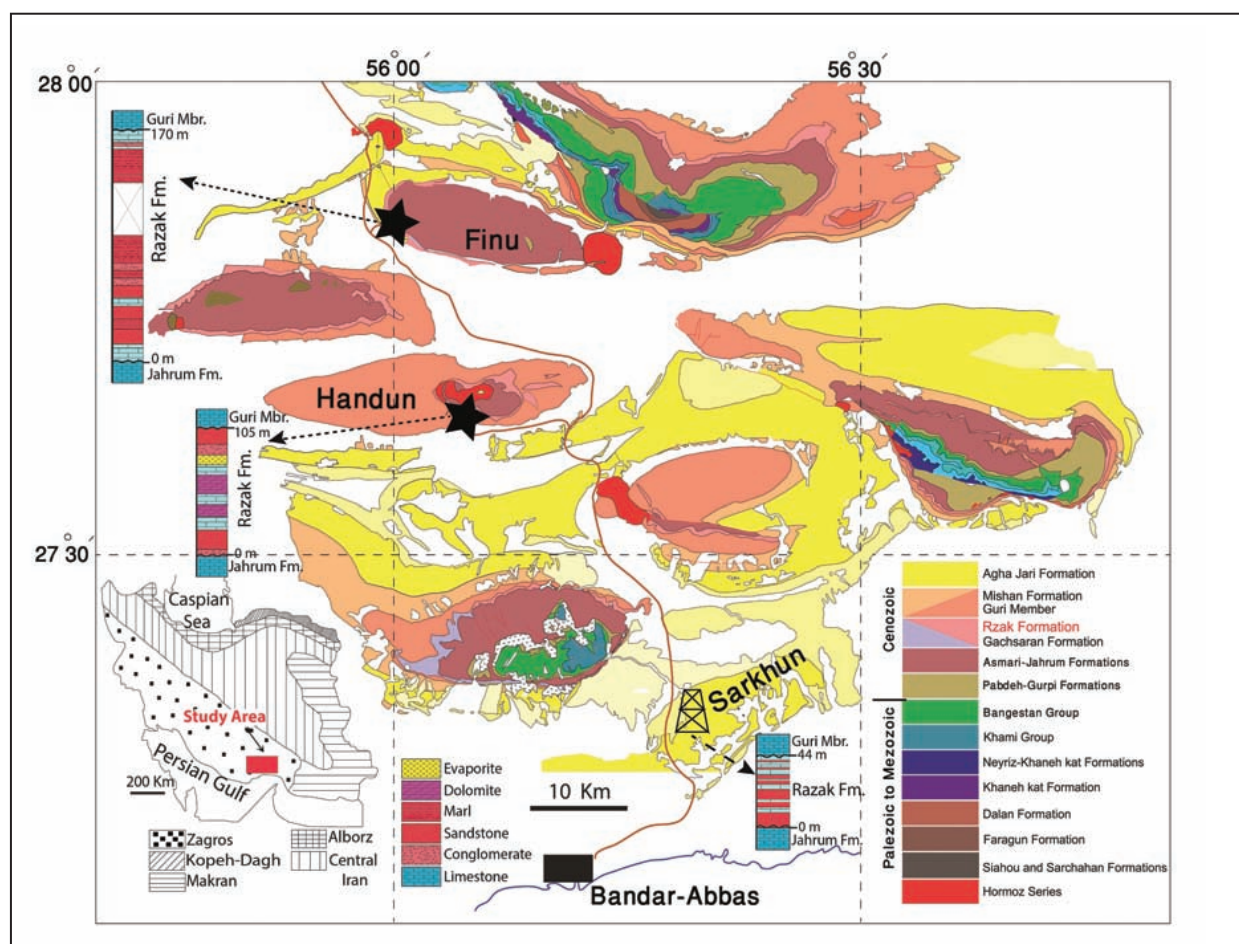 56° 00´
56° 30´
28° 00´
Guri Mbr.
170 m
Razak Fm.
0 m
Jahrum Fm.
Finu
Handun
Guri Mbr.
105 m
Razak Fm.
0 m
Jahrum Fm.
27° 30´
Caspian
Sea
Study Area
Persian Gulf
200 Km
Zagros
Kopeh-Dagh
Makran
Alborz
Central
Iran
Sarkhun
Guri Mbr.
44 m
Razak Fm.
0 m
Jahrum Fm.
Evaporite
Dolomite
Marl
Sandstone
Conglomerate
Limestone
10 Km
Bandar-Abbas
Cenozoic
Agha Jari Formation
Mishan Formation
Guri Member
Rzak Formation
Gachsaran Formation
Asmari-Jahrum Formations
Pabdeh-Gurpi Formations
Palezoic to Mezozoic
Bangestan Group
Khami Group
Neyriz-Khaneh kat Formations
Khaneh kat Formation
Dalan Formation
Faragun Formation
Siahou and Sarchahan Formations
Hormoz Series